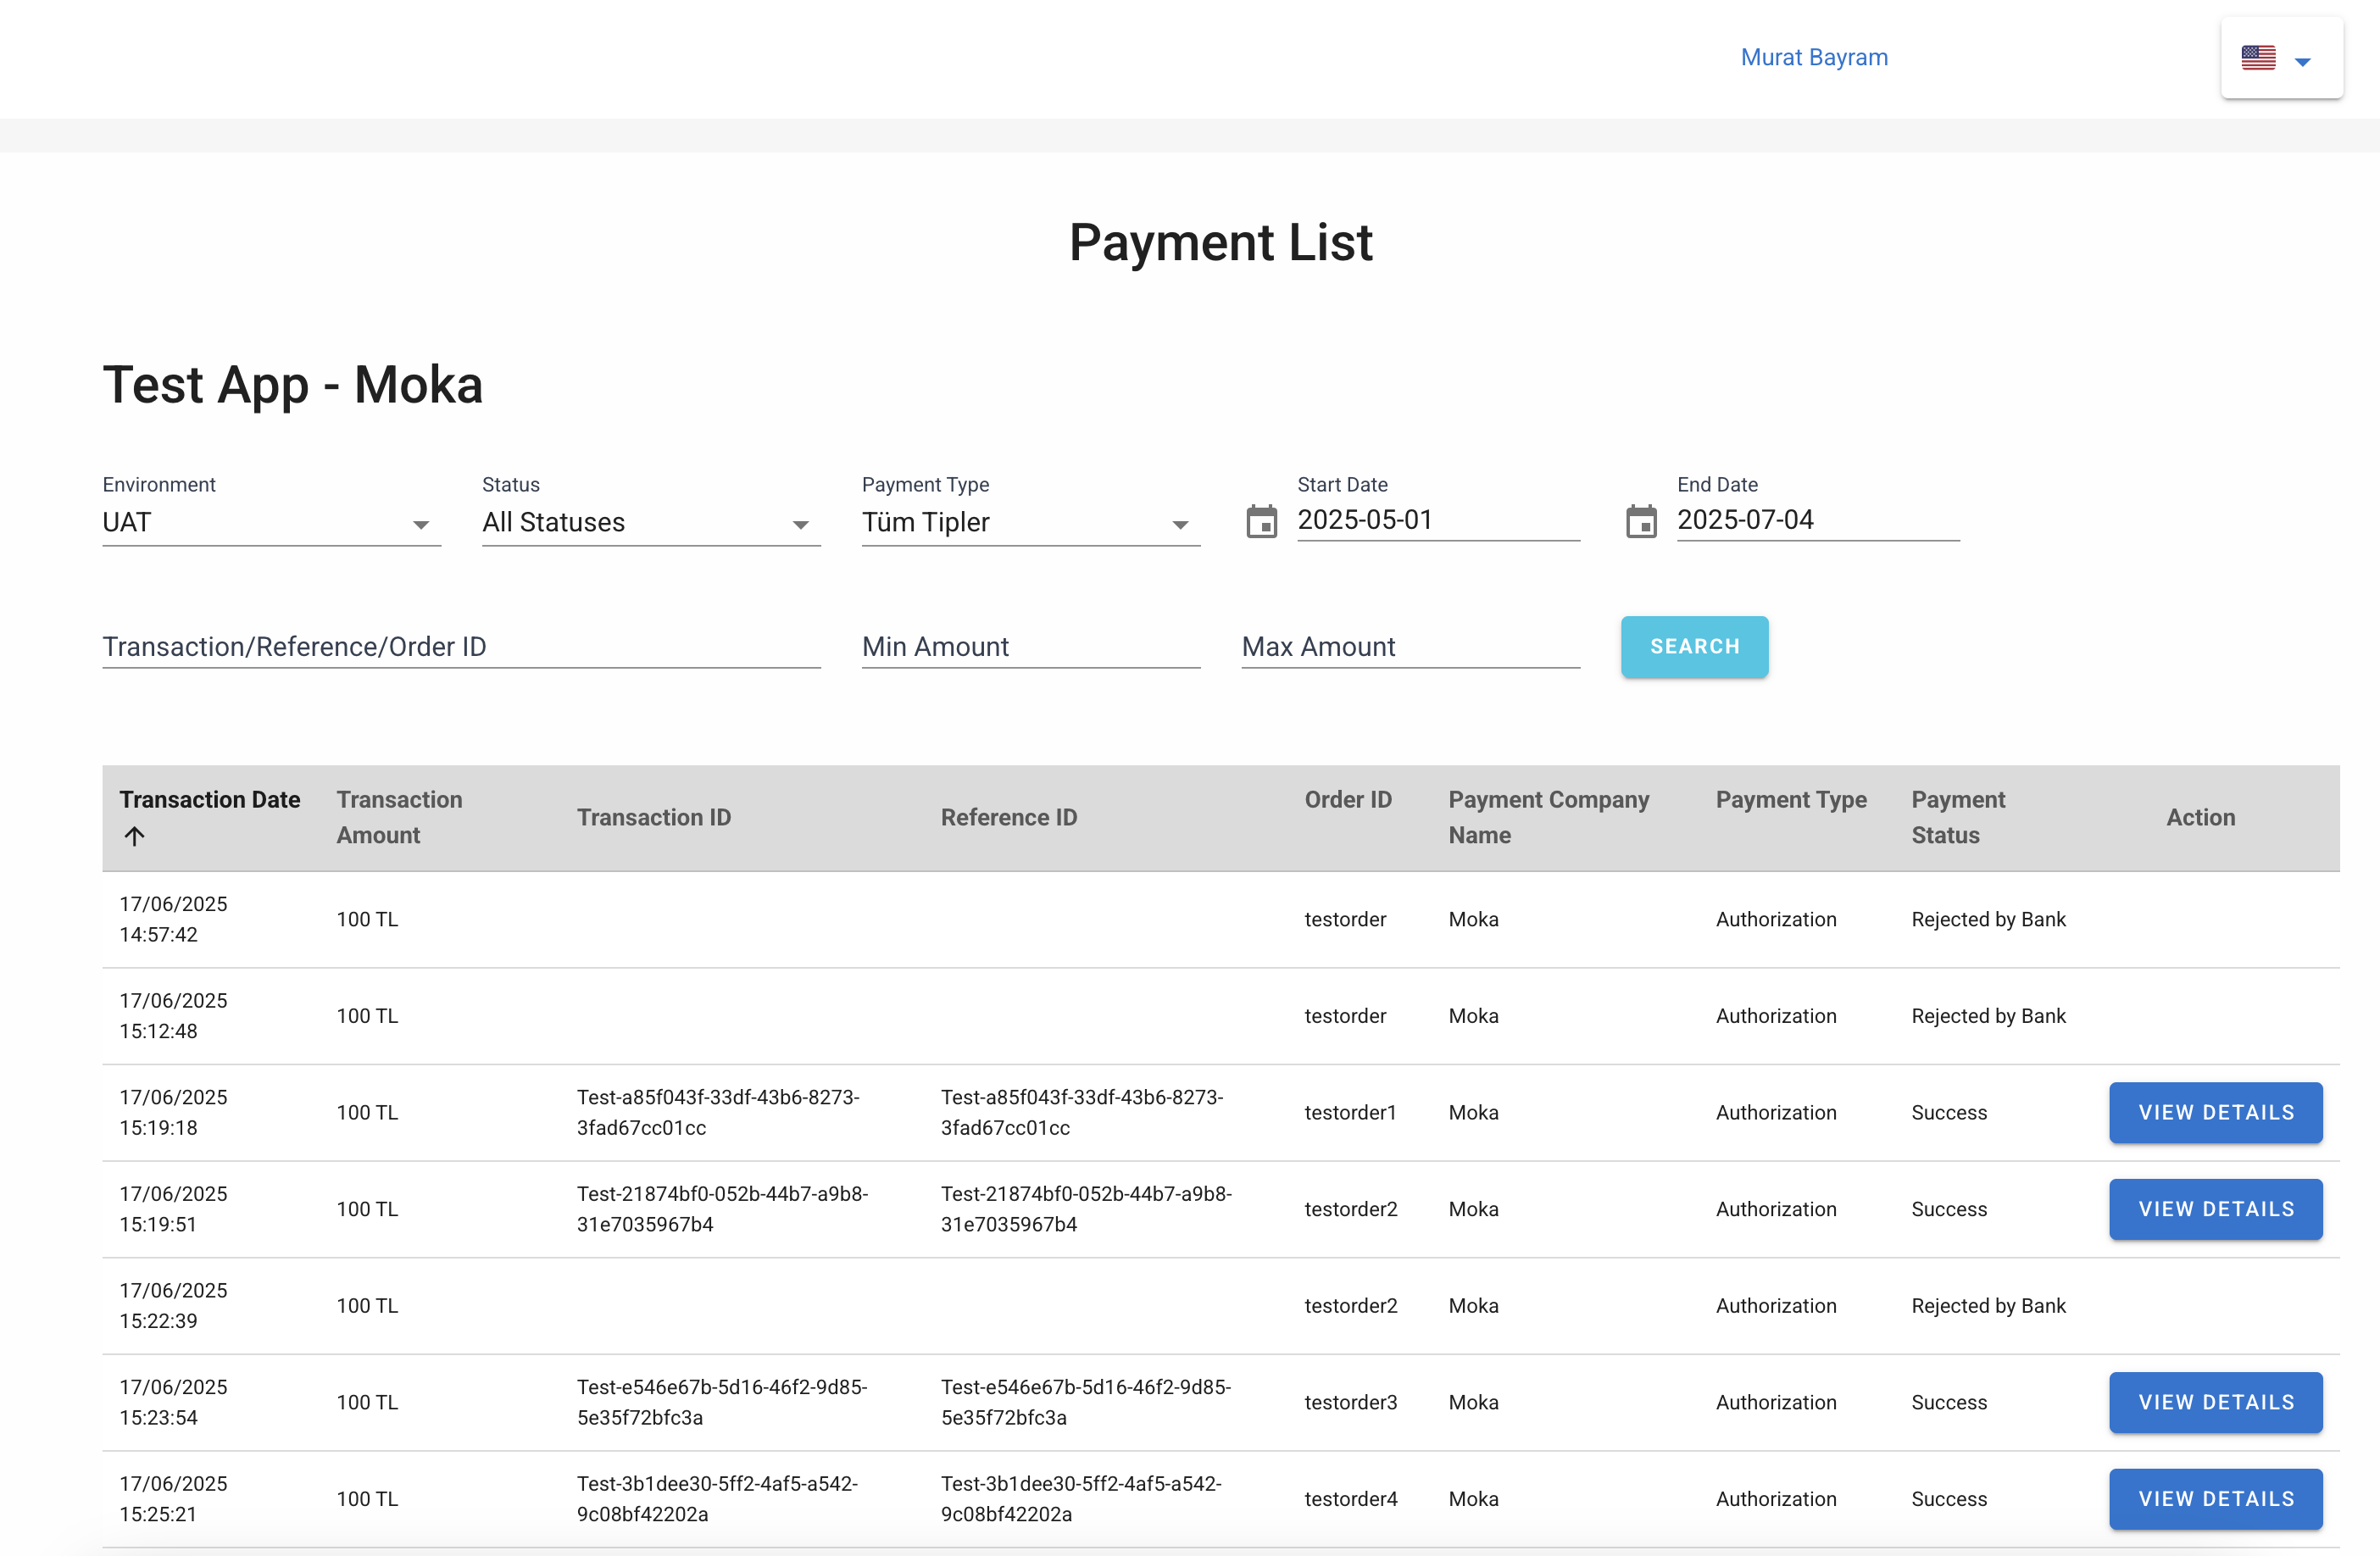 Murat Bayram
Payment List
Test App - Moka
Environment
UAT
Status
All Statuses
Payment Type
Tüm Tipler
Start Date
2025-05-01
End Date
2025-07-04
Transaction/Reference/Order ID
Min Amount
Max Amount
SEARCH
Transaction Date
Transaction
Amount
Transaction ID
Reference ID
Order ID
Payment Company
Name
Payment Type
Payment
Status
Action
17/06/2025
14:57:42
100 TL
testorder
Moka
Authorization
Rejected by Bank
17/06/2025
15:12:48
100 TL
testorder
Moka
Authorization
Rejected by Bank
17/06/2025
15:19:18
100 TL
Test-a85f043f-33df-43b6-8273-
3fad67cc01cc
Test-a85f043f-33df-43b6-8273-
3fad67cc01cc
testorder1
Moka
Authorization
Success
VIEW DETAILS
17/06/2025
15:19:51
100 TL
Test-21874bf0-052b-44b7-a9b8-
31e7035967b4
Test-21874bf0-052b-44b7-a9b8-
31e7035967b4
testorder2
Moka
Authorization
Success
VIEW DETAILS
17/06/2025
15:22:39
100 TL
testorder2
Moka
Authorization
Rejected by Bank
17/06/2025
15:23:54
100 TL
Test-e546e67b-5d16-46f2-9d85-
5e35f72bfc3a
Test-e546e67b-5d16-46f2-9d85-
5e35f72bfc3a
testorder3
Moka
Authorization
Success
VIEW DETAILS
17/06/2025
15:25:21
100 TL
Test-3b1dee30-5ff2-4af5-a542-
9c08bf42202a
Test-3b1dee30-5ff2-4af5-a542-
9c08bf42202a
testorder4
Moka
Authorization
Success
VIEW DETAILS